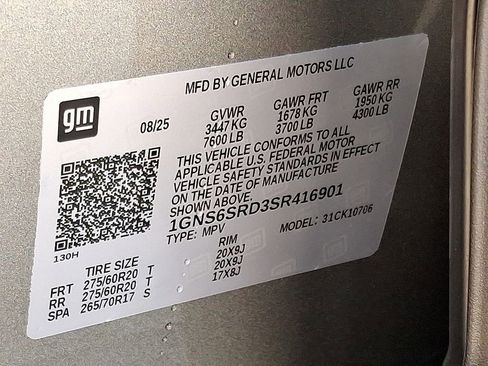 MFD BY GENERAL MOTORS LLC
gm
08/25
GVWR GAWR FRT GAWR RR
3447 KG 1678 KG 1950 KG
7600 LB 3700 LB 4300 LB
THIS VEHICLE CONFORMS TO ALL
APPLICABLE U.S. FEDERAL MOTOR
VEHICLE SAFETY STANDARDS IN EFFECT
ON THE DATE OF MANUFACTURE
SHOWN ABOVE.
1GNS6SRD3SR416901
TYPE: MPV MODEL: 31CK10706
130H
TIRE SIZE RIM
FRT 275/60R20 T 20X9J
RR 275/60R20 T 20X9J
SPA 265/70R17 S 17X8J